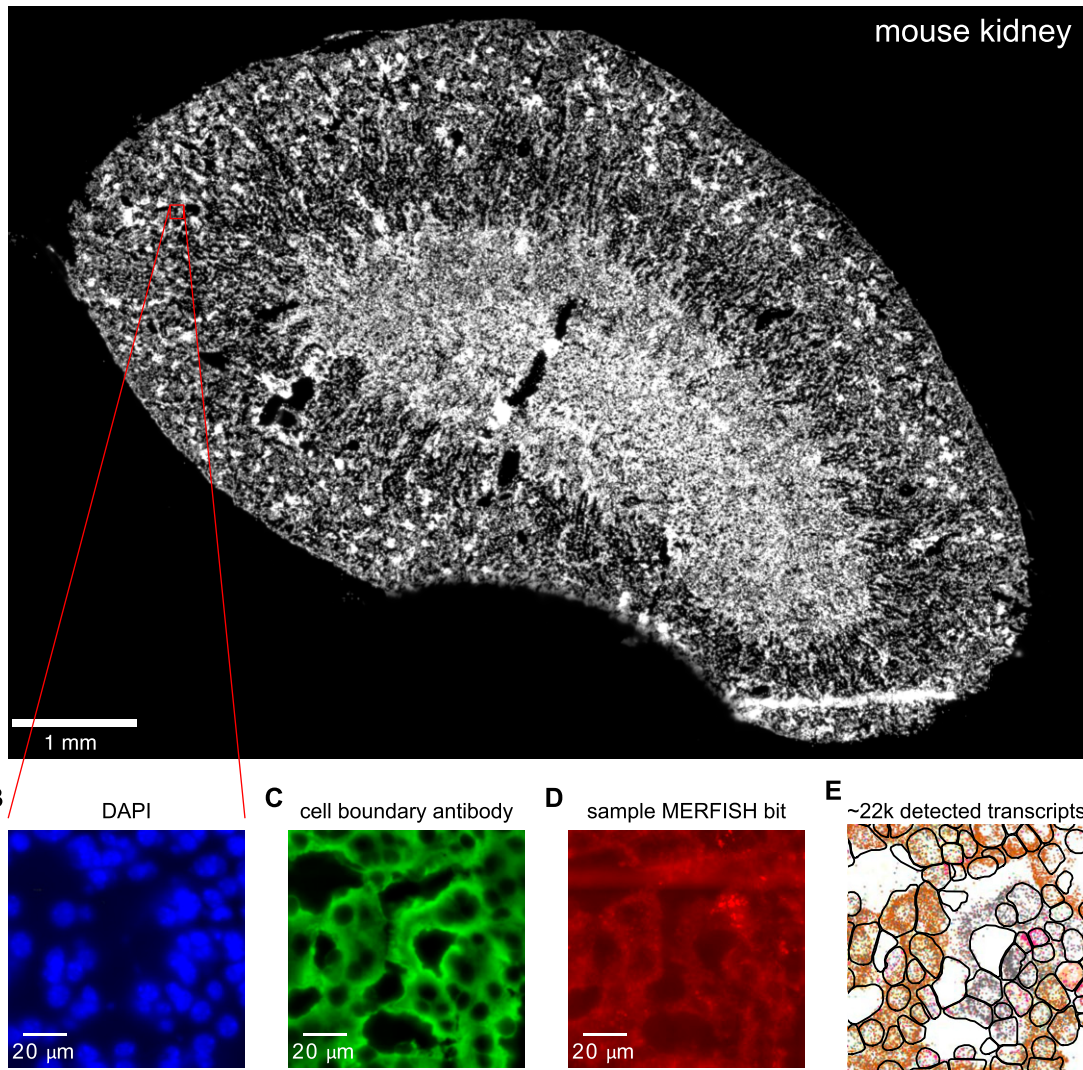 mouse kidney
1 mm
DAPI
C cell boundary antibody
D sample MERFISH bit
E ~22k detected transcripts
20 μm
20 μm
20 μm